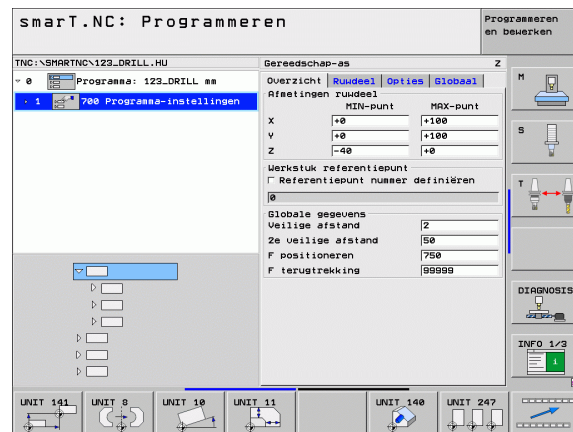 smarT.NC: Programmeren
Programmeren
en bewerken
TNC:\SMARTNC\123_DRILL.HU
0 Programma: 123_DRILL mm
1 700 Programma-instellingen
Gereedschap-as Z
Overzicht Ruwdeel Opties Globaal
Afmetingen ruwdeel
MIN-punt MAX-punt
X +0 +100
Y +0 +100
Z -40 +0
Werkstuk referentiepunt
Referentiepunt nummer definiëren
0
Globale gegevens
Veilige afstand 2
2e veilige afstand 50
F positioneren 750
F terugtrekking 99999
M
S
T
DIAGNOSIS
INFO 1/3
i
UNIT 141
UNIT 8
UNIT 10
UNIT 11
UNIT 140
UNIT 247